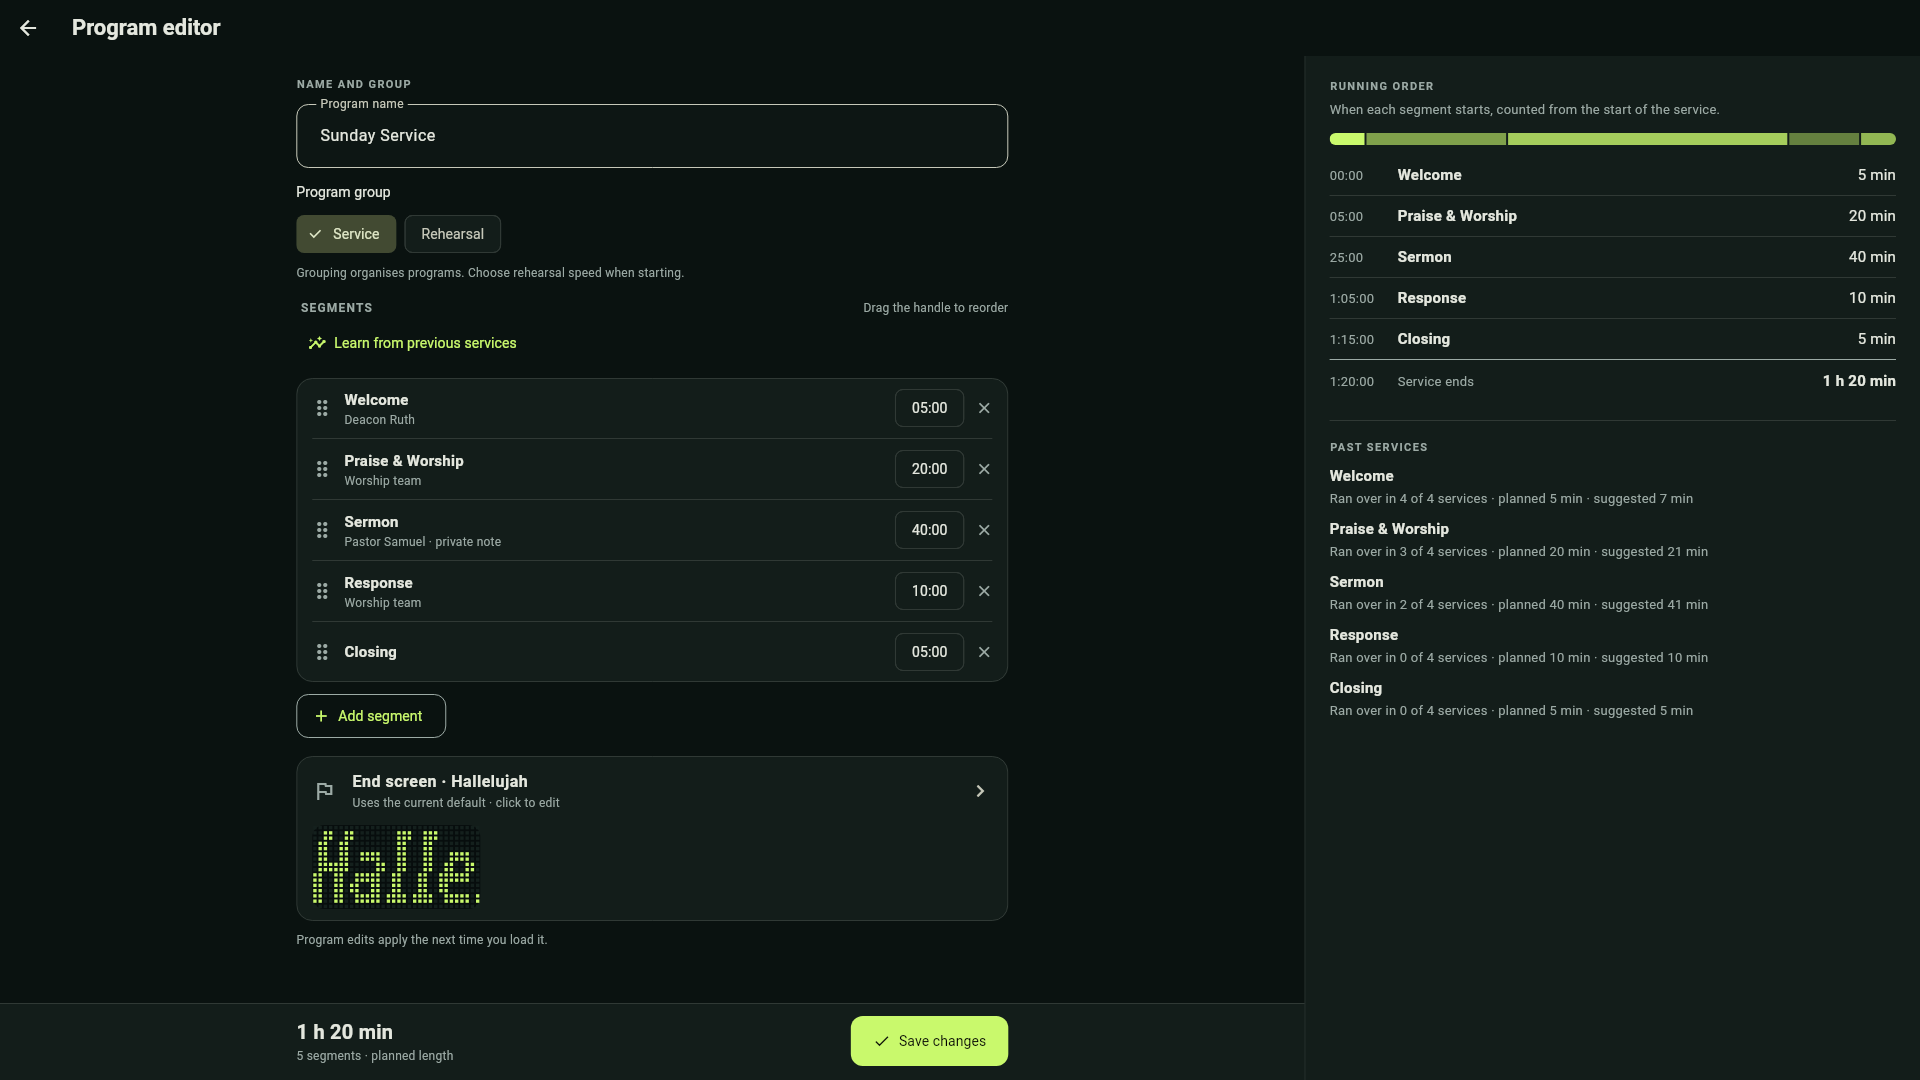 Program editor
NAME AND GROUP
Program name
Sunday Service
Program group
Service
Rehearsal
Grouping organises programs. Choose rehearsal speed when starting.
SEGMENTS
Drag the handle to reorder
Learn from previous services
Welcome
Deacon Ruth
05:00
Praise & Worship
Worship team
20:00
Sermon
Pastor Samuel · private note
40:00
Response
Worship team
10:00
Closing
05:00
Add segment
End screen · Hallelujah
Uses the current default · click to edit
Halle
Program edits apply the next time you load it.
1 h 20 min
5 segments · planned length
Save changes
RUNNING ORDER
When each segment starts, counted from the start of the service.
00:00 Welcome 5 min
05:00 Praise & Worship 20 min
25:00 Sermon 40 min
1:05:00 Response 10 min
1:15:00 Closing 5 min
1:20:00 Service ends 1 h 20 min
PAST SERVICES
Welcome
Ran over in 4 of 4 services · planned 5 min · suggested 7 min
Praise & Worship
Ran over in 3 of 4 services · planned 20 min · suggested 21 min
Sermon
Ran over in 2 of 4 services · planned 40 min · suggested 41 min
Response
Ran over in 0 of 4 services · planned 10 min · suggested 10 min
Closing
Ran over in 0 of 4 services · planned 5 min · suggested 5 min